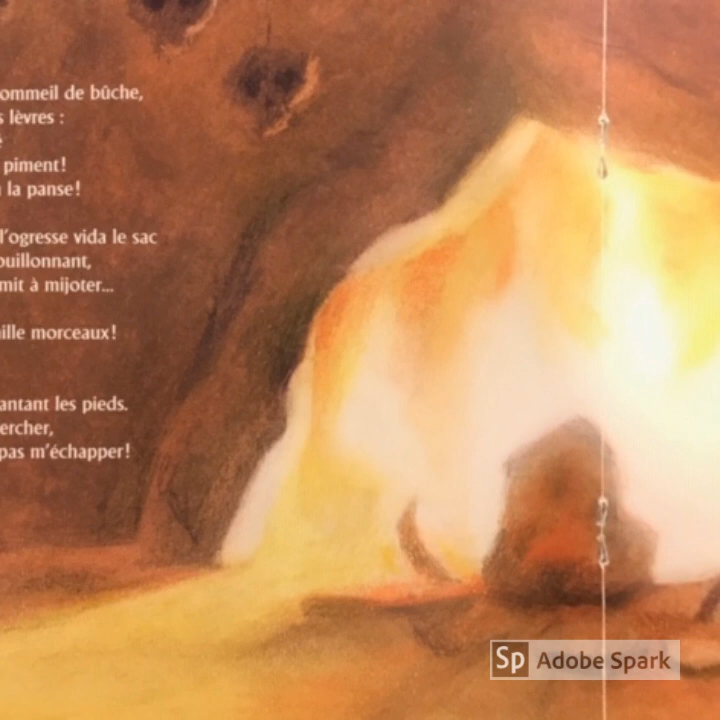 ommeil de bûche,
s lèvres :
é
piment!
la panse!
l'ogresse vida le sac
ouillonnant,
mit à mijoter...
ille morceaux!
antant les pieds.
ercher,
pas m'échapper!
Sp Adobe Spark